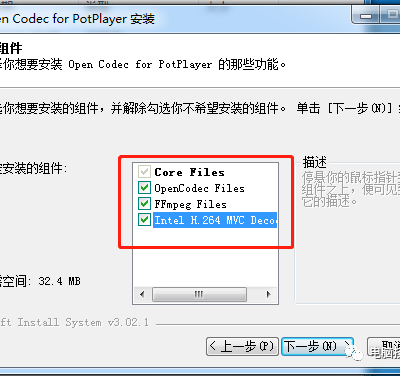 en Codec for PotPlayer 安装
组件
你想要安装 Open Codec for PotPlayer 的那些功能。
你想要安装的组件，并解除勾选你不希望安装的组件。 单击 [下一步(N)]
安装的组件:
Core Files
OpenCodec Files
FFmpeg Files
Intel H.264 MVC Deco
描述
停悬你的鼠标指针到
组件之上，便可见到
它的描述。
空间: 32.4 MB
ft Install System v3.02.1
< 上一步(P)
下一步(N) >
取消
电脑技